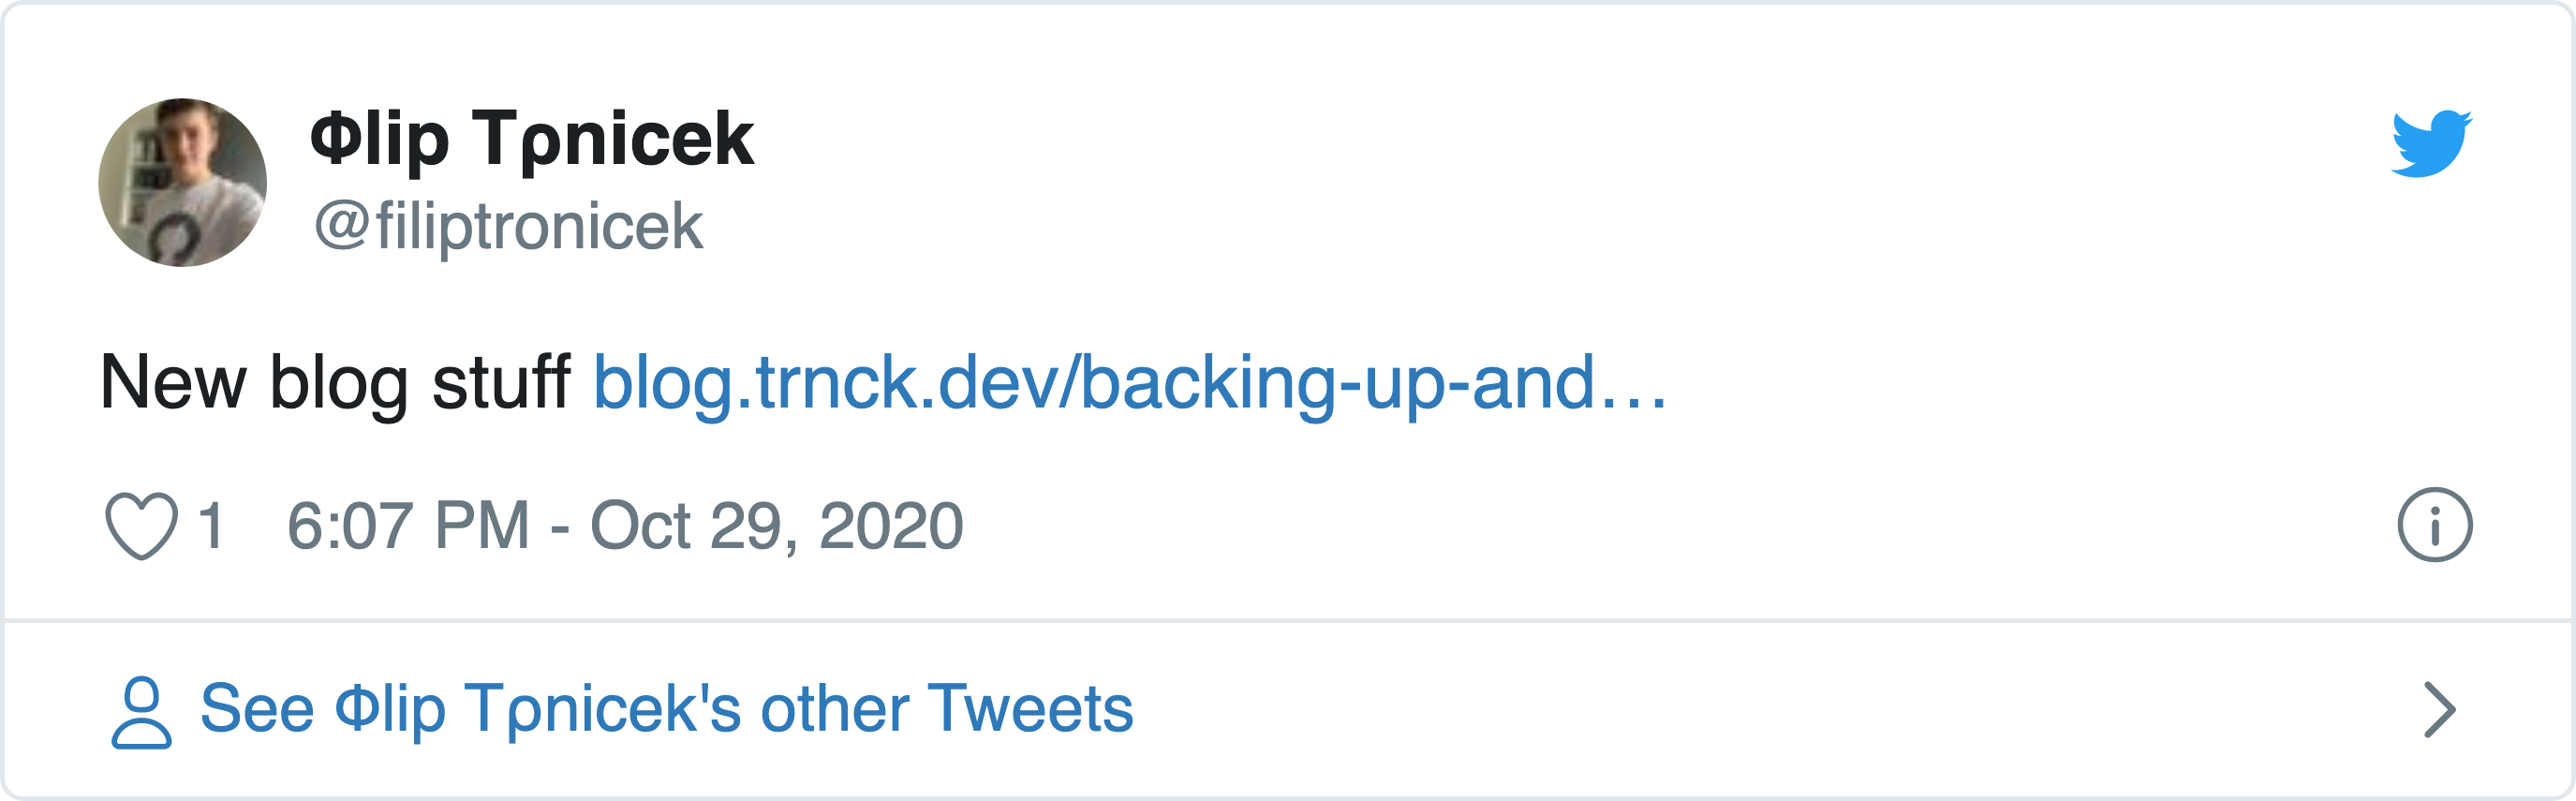 Φlip Tρnicek
@filiptronicek
New blog stuff blog.trnck.dev/backing-up-and…
1 6:07 PM - Oct 29, 2020
See Φlip Tρnicek's other Tweets